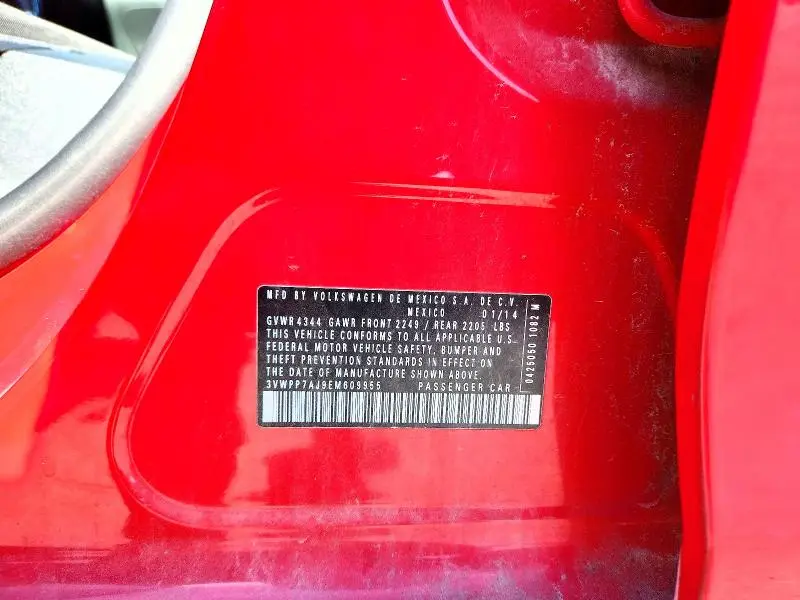 MFD BY VOLKSWAGEN DE MEXICO S.A. DE C.V.
MEXICO 01/14
GVWR 4344 GAWR FRONT 2249 / REAR 2205 LBS
THIS VEHICLE CONFORMS TO ALL APPLICABLE U.S.
FEDERAL MOTOR VEHICLE SAFETY, BUMPER AND
THEFT PREVENTION STANDARDS IN EFFECT ON
THE DATE OF MANUFACTURE SHOWN ABOVE.
3VWPP7AJ9EM609955 PASSENGER CAR
0425050 1082 M